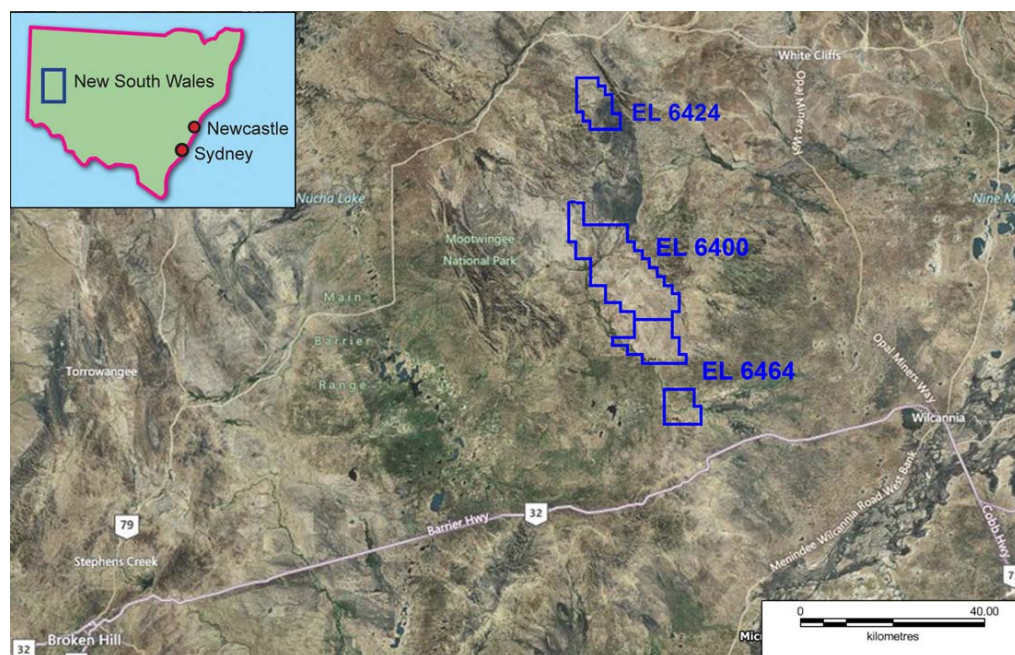 New South Wales
Newcastle
Sydney
White Cliffs
Opal Miners Way
EL 6424
Nucha Lake
Mootwingee
National Park
EL 6400
Main
Barrier
Range
Torrowangee
EL 6464
Opal Miners Way
Wilcannia
Menindee Wilcannia Road West Bank
Cobb Hwy
32
Barrier Hwy
79
Stephens Creek
Broken Hill
32
0
40.00
kilometres